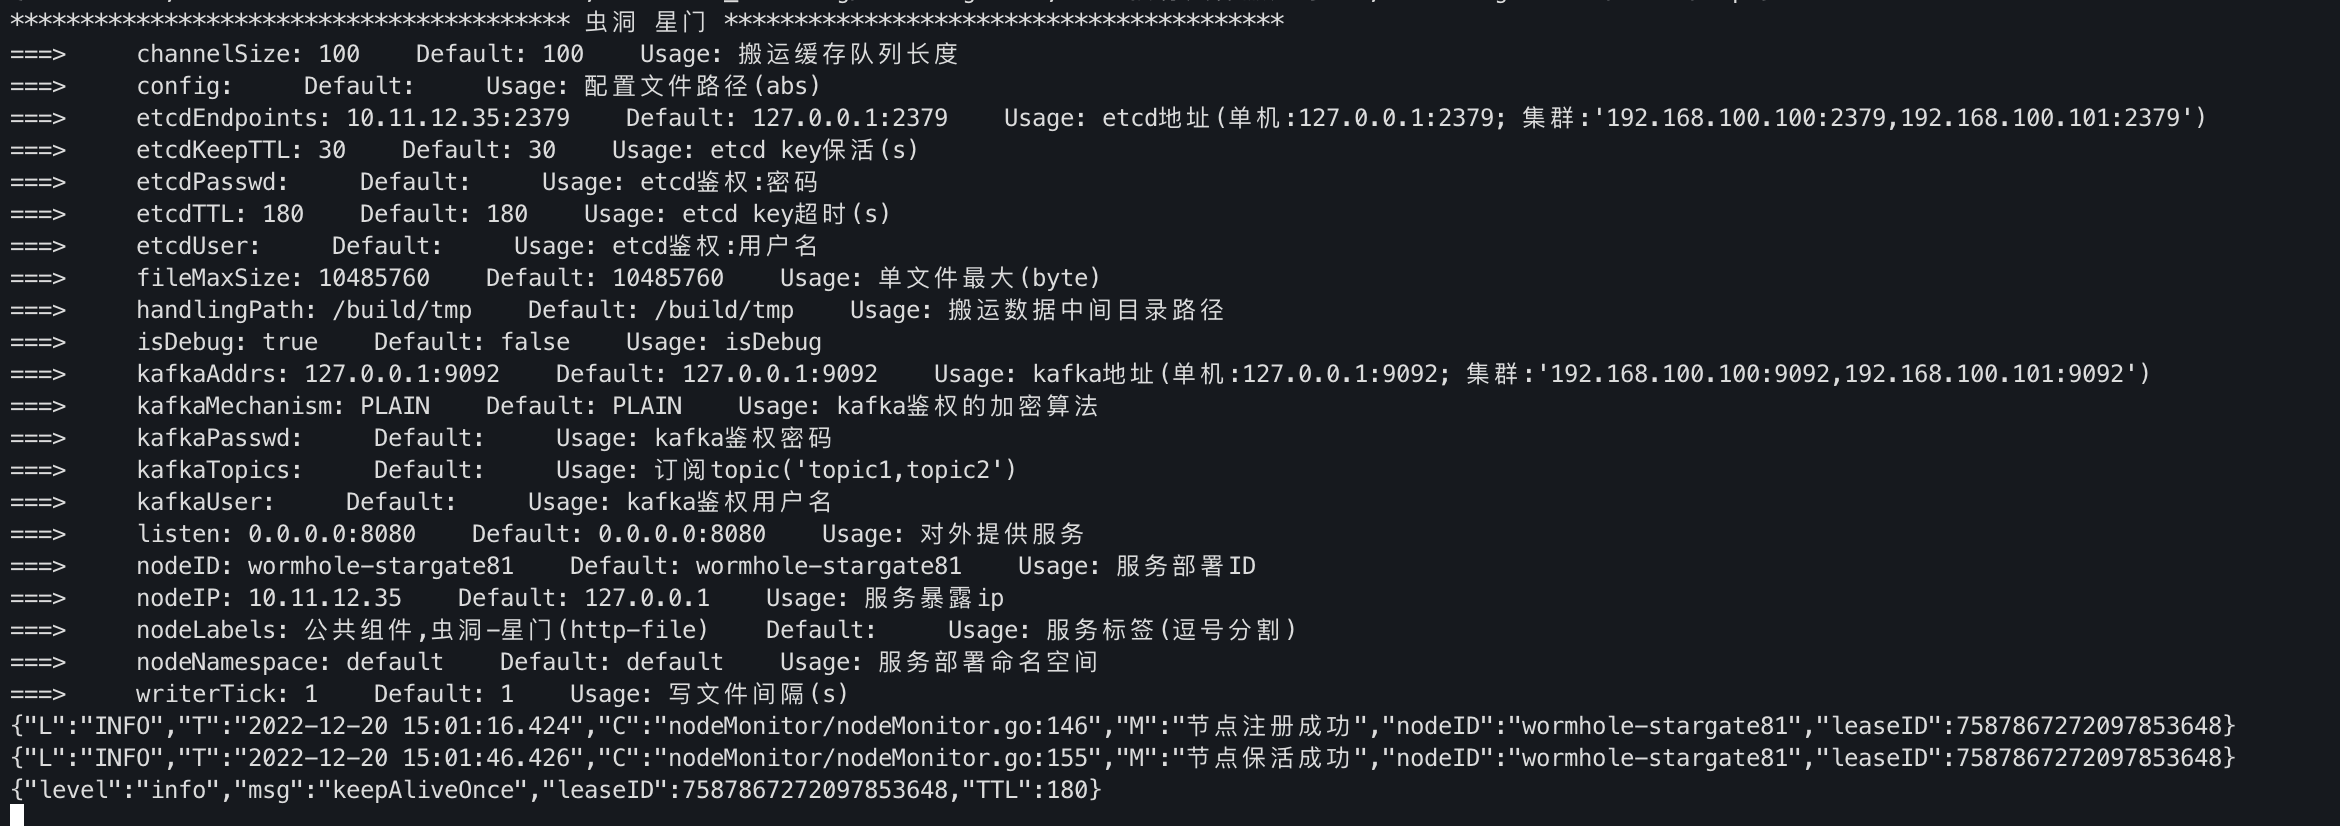 **************************************** 虫洞 星门 ****************************************
===>     channelSize: 100    Default: 100    Usage: 搬运缓存队列长度
===>     config:     Default:     Usage: 配置文件路径(abs)
===>     etcdEndpoints: 10.11.12.35:2379    Default: 127.0.0.1:2379    Usage: etcd地址(单机:127.0.0.1:2379; 集群:'192.168.100.100:2379,192.168.100.101:2379')
===>     etcdKeepTTL: 30    Default: 30    Usage: etcd key保活(s)
===>     etcdPasswd:     Default:     Usage: etcd鉴权:密码
===>     etcdTTL: 180    Default: 180    Usage: etcd key超时(s)
===>     etcdUser:     Default:     Usage: etcd鉴权:用户名
===>     fileMaxSize: 10485760    Default: 10485760    Usage: 单文件最大(byte)
===>     handlingPath: /build/tmp    Default: /build/tmp    Usage: 搬运数据中间目录路径
===>     isDebug: true    Default: false    Usage: isDebug
===>     kafkaAddrs: 127.0.0.1:9092    Default: 127.0.0.1:9092    Usage: kafka地址(单机:127.0.0.1:9092; 集群:'192.168.100.100:9092,192.168.100.101:9092')
===>     kafkaMechanism: PLAIN    Default: PLAIN    Usage: kafka鉴权的加密算法
===>     kafkaPasswd:     Default:     Usage: kafka鉴权密码
===>     kafkaTopics:     Default:     Usage: 订阅topic('topic1,topic2')
===>     kafkaUser:     Default:     Usage: kafka鉴权用户名
===>     listen: 0.0.0.0:8080    Default: 0.0.0.0:8080    Usage: 对外提供服务
===>     nodeID: wormhole-stargate81    Default: wormhole-stargate81    Usage: 服务部署ID
===>     nodeIP: 10.11.12.35    Default: 127.0.0.1    Usage: 服务暴露ip
===>     nodeLabels: 公共组件,虫洞-星门(http-file)    Default:     Usage: 服务标签(逗号分割)
===>     nodeNamespace: default    Default: default    Usage: 服务部署命名空间
===>     writerTick: 1    Default: 1    Usage: 写文件间隔(s)
{"L":"INFO","T":"2022-12-20 15:01:16.424","C":"nodeMonitor/nodeMonitor.go:146","M":"节点注册成功","nodeID":"wormhole-stargate81","leaseID":7587867272097853648}
{"L":"INFO","T":"2022-12-20 15:01:46.426","C":"nodeMonitor/nodeMonitor.go:155","M":"节点保活成功","nodeID":"wormhole-stargate81","leaseID":7587867272097853648}
{"level":"info","msg":"keepAliveOnce","leaseID":7587867272097853648,"TTL":180}